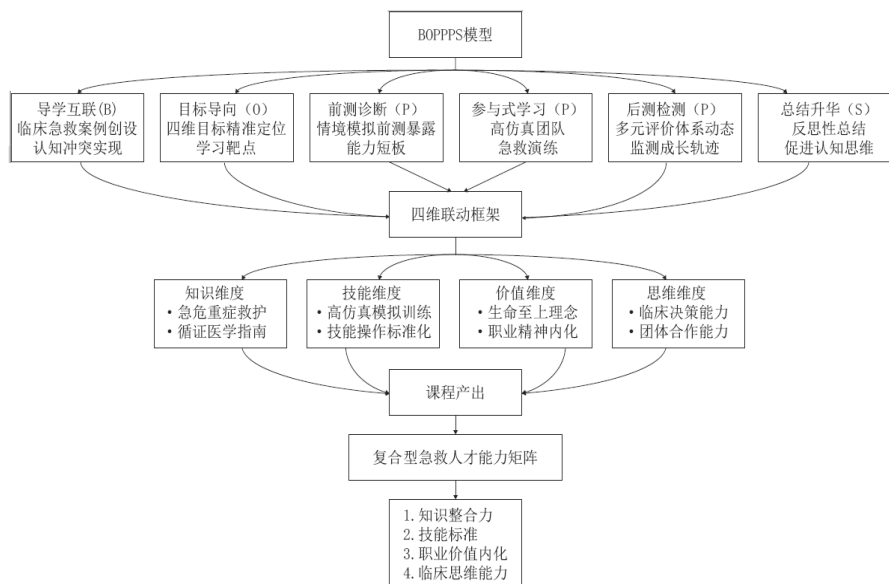 BOPPPS模型
导学互联(B)
临床急救案例创设
认知冲突实现
目标导向（O）
四维目标精准定位
学习靶点
前测诊断（P）
情境模拟前测暴露
能力短板
参与式学习（P）
高仿真团队
急救演练
后测检测（P）
多元评价体系动态
监测成长轨迹
总结升华（S）
反思性总结
促进认知思维
四维联动框架
知识维度
•急危重症救护
•循证医学指南
技能维度
•高仿真模拟训练
•技能操作标准化
价值维度
•生命至上理念
•职业精神内化
思维维度
•临床决策能力
•团体合作能力
课程产出
复合型急救人才能力矩阵
1.知识整合力
2.技能标准
3.职业价值内化
4.临床思维能力